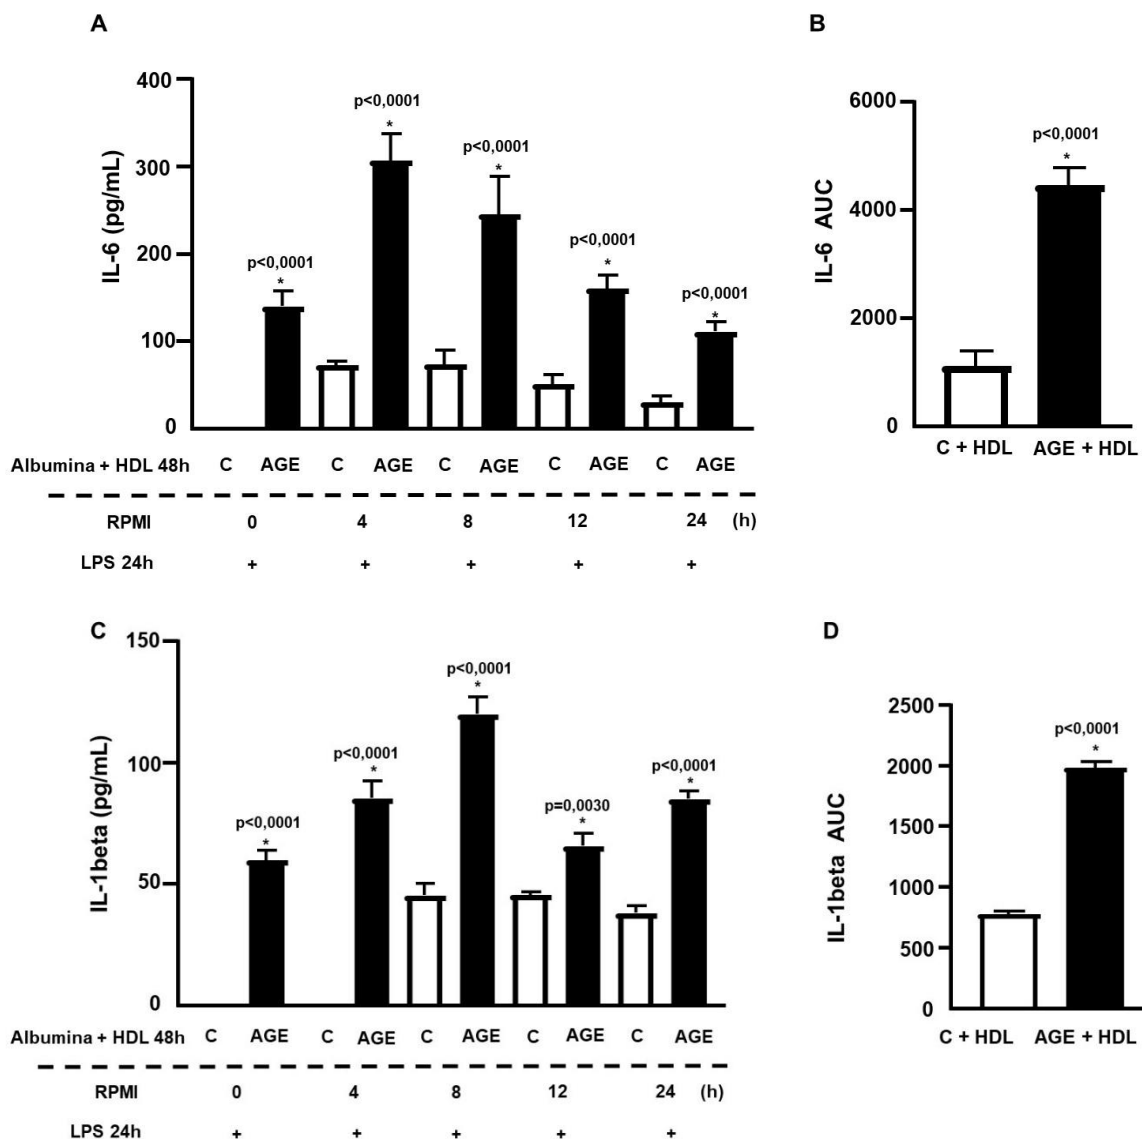 A
IL-6 (pg/mL)
400
300
200
100
0
p<0,0001
*
p<0,0001
*
p<0,0001
*
p<0,0001
*
p<0,0001
*
Albumina + HDL 48h C AGE C AGE C AGE C AGE C AGE
RPMI 0 4 8 12 24 (h)
LPS 24h + + + + +
B
IL-6 AUC
6000
4000
2000
0
p<0,0001
*
C + HDL AGE + HDL
C
IL-1beta (pg/mL)
150
100
50
0
p<0,0001
*
p<0,0001
*
p<0,0001
*
p=0,0030
*
p<0,0001
*
Albumina + HDL 48h C AGE C AGE C AGE C AGE C AGE
RPMI 0 4 8 12 24 (h)
LPS 24h + + + + +
D
IL-1beta AUC
2500
2000
1500
1000
500
0
p<0,0001
*
C + HDL AGE + HDL